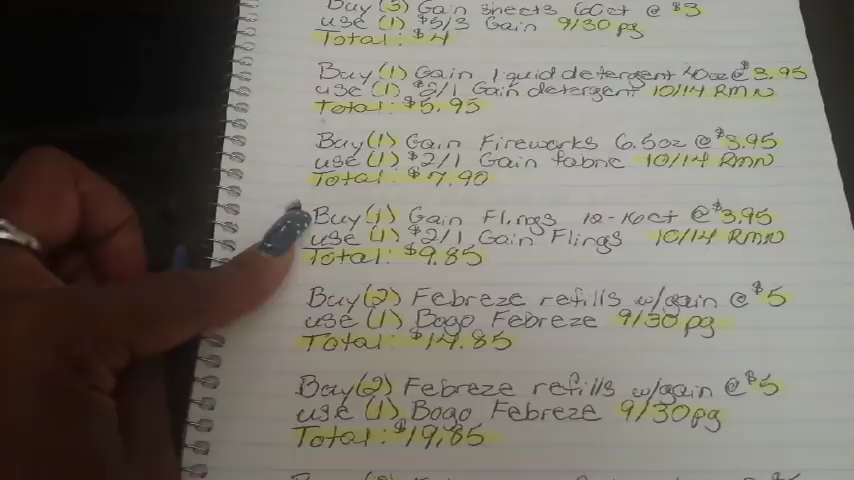 Buy (3) Gain sheets 60ct @ $3
use (1) $5/3 Gain 9/30 pg
Total: $4
Buy (1) Gain liquid detergent 40oz @ $3.95
use (1) $2/1 Gain detergent 10/14 RMN
Total: $5.95
Buy (1) Gain Fireworks 6.5oz @ $3.95
use (1) $2/1 Gain fabric 10/14 RMN
Total: $7.90
Buy (1) Gain Flings 12-16ct @ $3.95
use (1) $2/1 Gain Flings 10/14 RMN
Total: $9.85
Buy (2) Febreze refills w/gain @ $5
use (1) Bogo Febreze 9/30 pg
Total: $14.85
Buy (2) Febreze refills w/gain @ $5
use (1) Bogo Febreze 9/30 pg
Total: $19.85